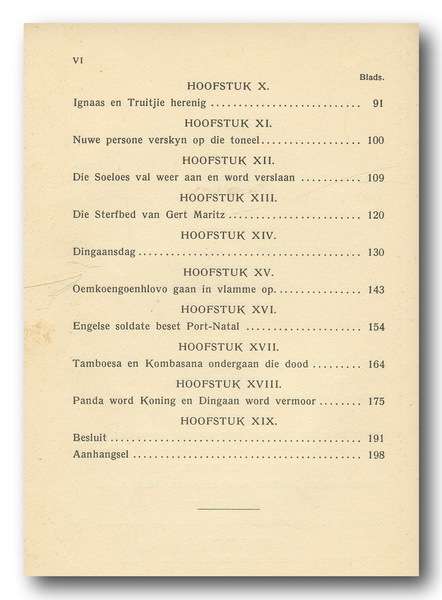 VI
Blads.
HOOFSTUK X.
Ignaas en Truitjie herenig .......................... 91
HOOFSTUK XI.
Nuwe persone verskyn op die toneel................. 100
HOOFSTUK XII.
Die Soeloes val weer aan en word verslaan .......... 109
HOOFSTUK XIII.
Die Sterfbed van Gert Maritz ...................... 120
HOOFSTUK XIV.
Dingaansdag ...................................... 130
HOOFSTUK XV.
Oemkoengoenhlovo gaan in vlamme op............... 143
HOOFSTUK XVI.
Engelse soldate beset Port-Natal .................... 154
HOOFSTUK XVII.
Tamboesa en Kombasana ondergaan die dood ........ 164
HOOFSTUK XVIII.
Panda word Koning en Dingaan word vermoor ....... 175
HOOFSTUK XIX.
Besluit .......................................... 191
Aanhangsel ...................................... 198